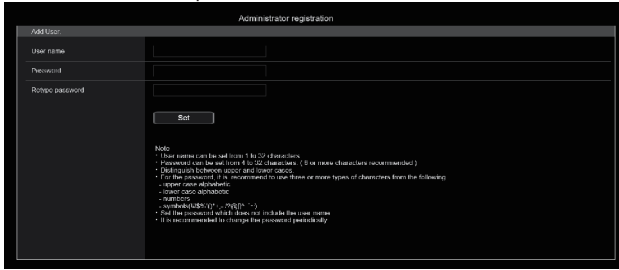 Administrator registration
Add User
User name
Password
Retype password
Set
Note
· User name can be set from 1 to 32 characters
· Password can be set from 4 to 32 characters. ( 8 or more characters recommended )
· Distinguish between upper and lower cases.
· For the password, it is recommend to use three or more types of characters from the following
- upper case alphabetic
- lower case alphabetic
- numbers
- symbols
· Set the password which does not include the user name
· It is recommended to change the password periodically